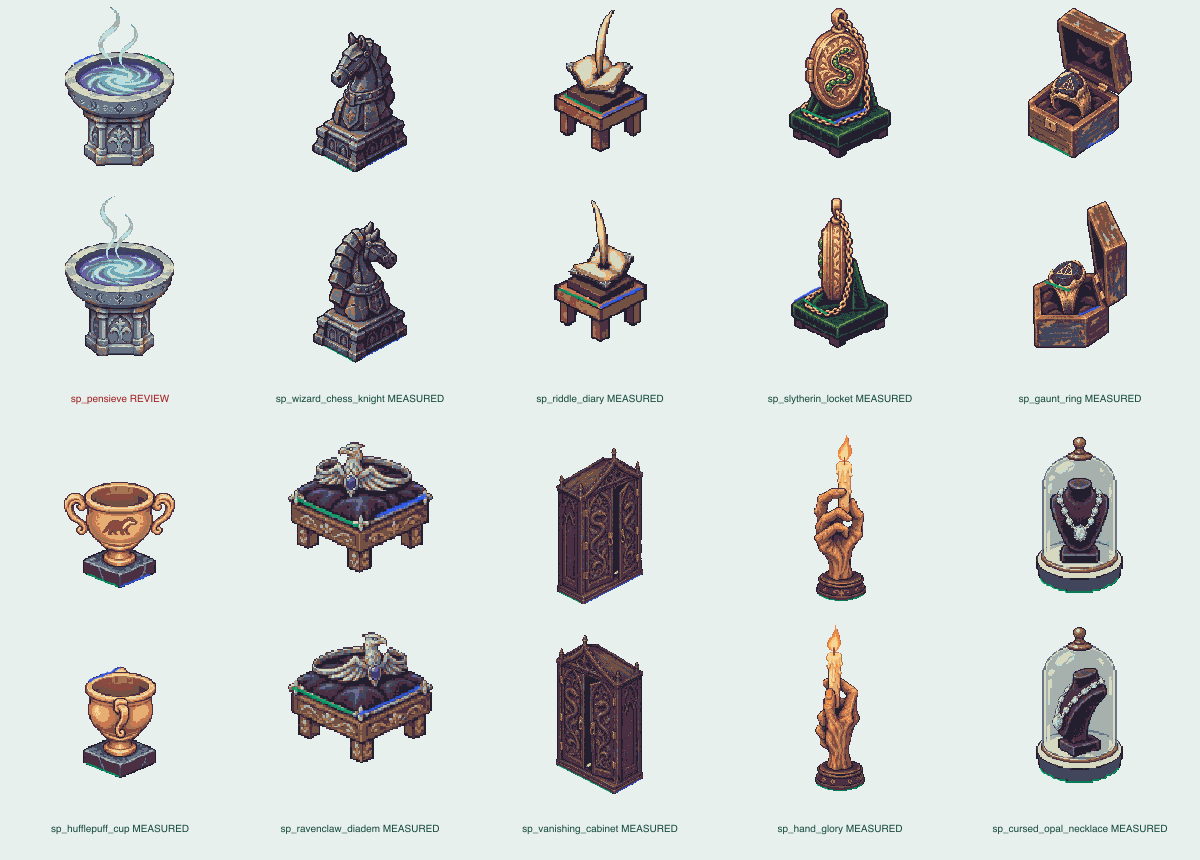 sp_pensieve REVIEW
sp_wizard_chess_knight MEASURED
sp_riddle_diary MEASURED
sp_slytherin_locket MEASURED
sp_gaunt_ring MEASURED
sp_hufflepuff_cup MEASURED
sp_ravenclaw_diadem MEASURED
sp_vanishing_cabinet MEASURED
sp_hand_glory MEASURED
sp_cursed_opal_necklace MEASURED